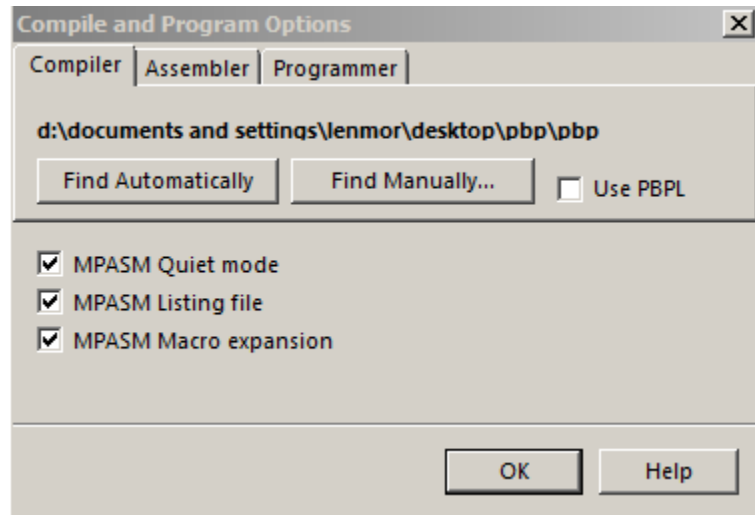 Compile and Program Options
Compiler Assembler Programmer
d:\documents and settings\lenmor\desktop\pbp\pbp
Find Automatically Find Manually... Use PBPL
MPASM Quiet mode
MPASM Listing file
MPASM Macro expansion
OK Help